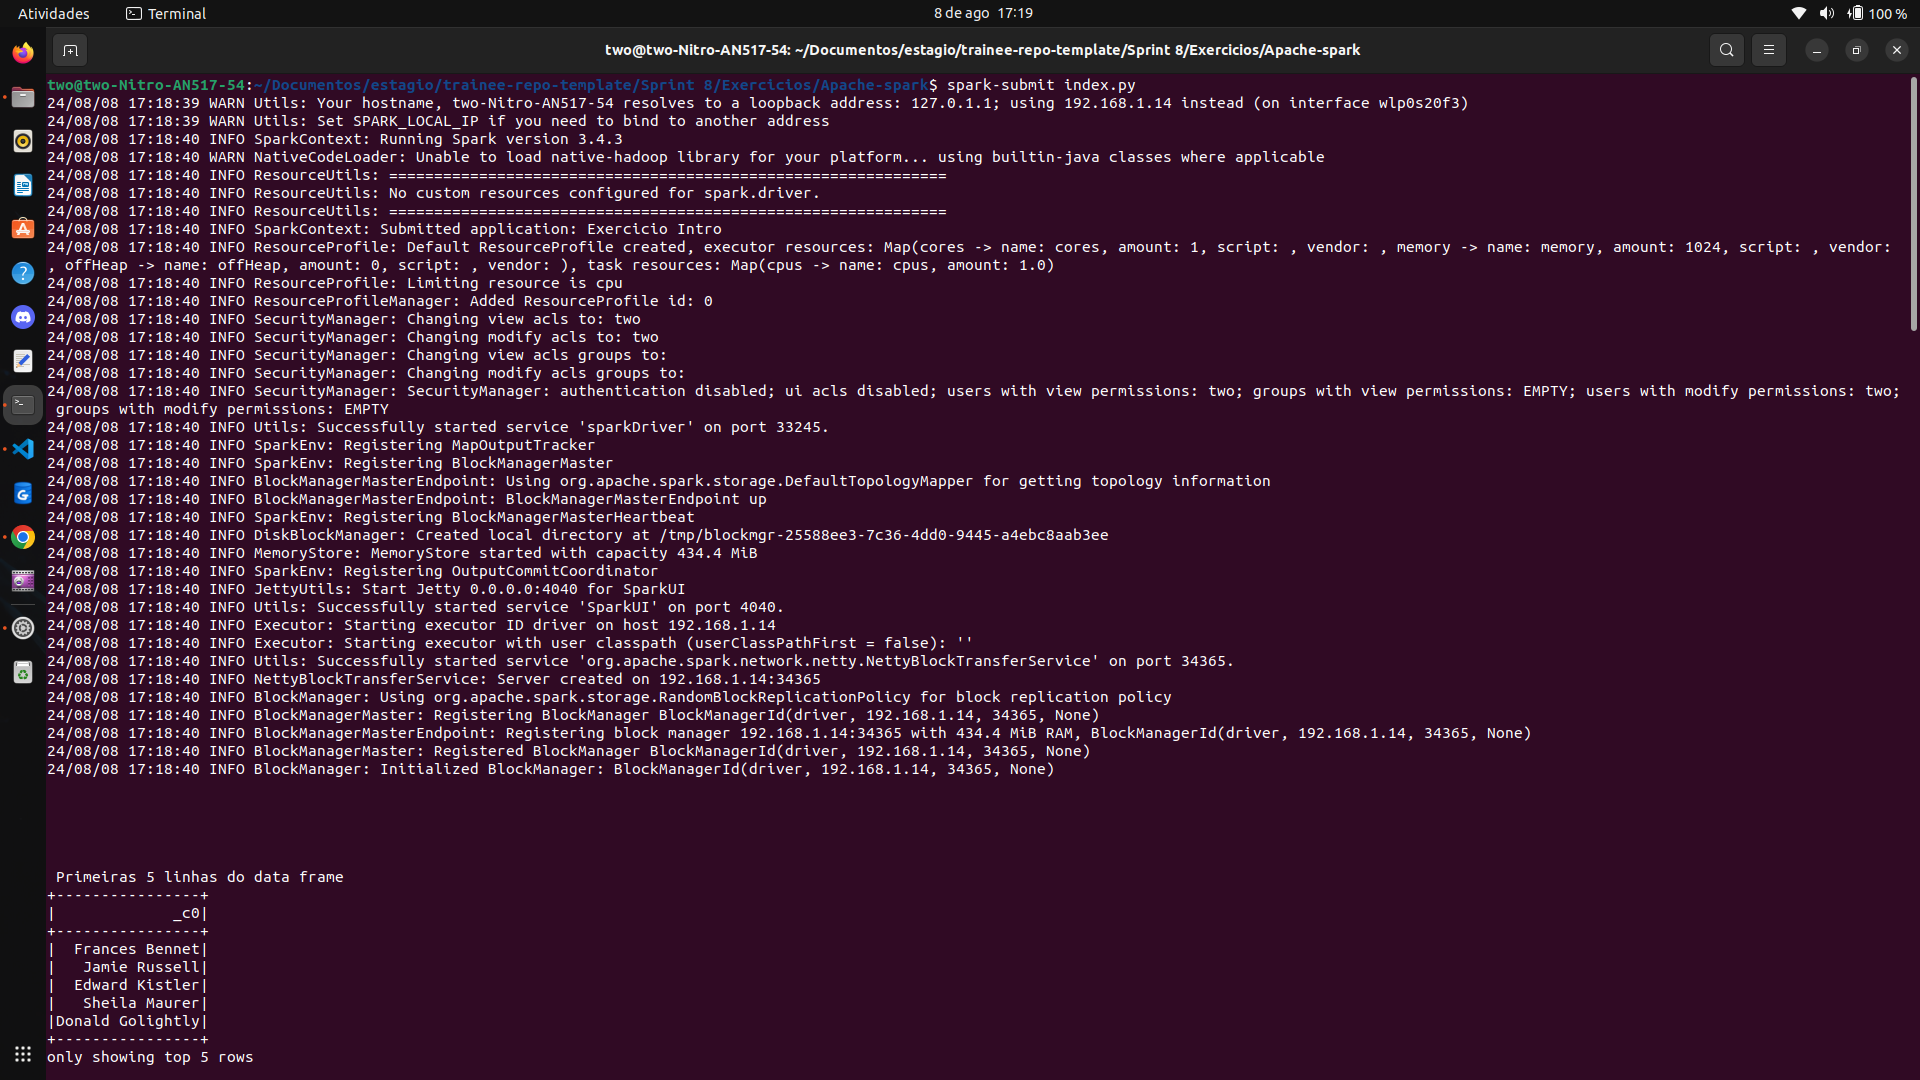 Atividades
Terminal
8 de ago 17:19
100 %
two@two-Nitro-AN517-54: ~/Documentos/estagio/trainee-repo-template/Sprint 8/Exercicios/Apache-spark
two@two-Nitro-AN517-54:~/Documentos/estagio/trainee-repo-template/Sprint 8/Exercicios/Apache-spark$ spark-submit index.py
24/08/08 17:18:39 WARN Utils: Your hostname, two-Nitro-AN517-54 resolves to a loopback address: 127.0.1.1; using 192.168.1.14 instead (on interface wlp0s20f3)
24/08/08 17:18:39 WARN Utils: Set SPARK_LOCAL_IP if you need to bind to another address
24/08/08 17:18:40 INFO SparkContext: Running Spark version 3.4.3
24/08/08 17:18:40 WARN NativeCodeLoader: Unable to load native-hadoop library for your platform... using builtin-java classes where applicable
24/08/08 17:18:40 INFO ResourceUtils: ==============================================================
24/08/08 17:18:40 INFO ResourceUtils: No custom resources configured for spark.driver.
24/08/08 17:18:40 INFO ResourceUtils: ==============================================================
24/08/08 17:18:40 INFO SparkContext: Submitted application: Exercicio Intro
24/08/08 17:18:40 INFO ResourceProfile: Default ResourceProfile created, executor resources: Map(cores -> name: cores, amount: 1, script: , vendor: , memory -> name: memory, amount: 1024, script: , vendor:
, offHeap -> name: offHeap, amount: 0, script: , vendor: ), task resources: Map(cpus -> name: cpus, amount: 1.0)
24/08/08 17:18:40 INFO ResourceProfile: Limiting resource is cpu
24/08/08 17:18:40 INFO ResourceProfileManager: Added ResourceProfile id: 0
24/08/08 17:18:40 INFO SecurityManager: Changing view acls to: two
24/08/08 17:18:40 INFO SecurityManager: Changing modify acls to: two
24/08/08 17:18:40 INFO SecurityManager: Changing view acls groups to:
24/08/08 17:18:40 INFO SecurityManager: Changing modify acls groups to:
24/08/08 17:18:40 INFO SecurityManager: SecurityManager: authentication disabled; ui acls disabled; users with view permissions: two; groups with view permissions: EMPTY; users with modify permissions: two;
groups with modify permissions: EMPTY
24/08/08 17:18:40 INFO Utils: Successfully started service 'sparkDriver' on port 33245.
24/08/08 17:18:40 INFO SparkEnv: Registering MapOutputTracker
24/08/08 17:18:40 INFO SparkEnv: Registering BlockManagerMaster
24/08/08 17:18:40 INFO BlockManagerMasterEndpoint: Using org.apache.spark.storage.DefaultTopologyMapper for getting topology information
24/08/08 17:18:40 INFO BlockManagerMasterEndpoint: BlockManagerMasterEndpoint up
24/08/08 17:18:40 INFO SparkEnv: Registering BlockManagerMasterHeartbeat
24/08/08 17:18:40 INFO DiskBlockManager: Created local directory at /tmp/blockmgr-25588ee3-7c36-4dd0-9445-a4ebc8aab3ee
24/08/08 17:18:40 INFO MemoryStore: MemoryStore started with capacity 434.4 MiB
24/08/08 17:18:40 INFO SparkEnv: Registering OutputCommitCoordinator
24/08/08 17:18:40 INFO JettyUtils: Start Jetty 0.0.0.0:4040 for SparkUI
24/08/08 17:18:40 INFO Utils: Successfully started service 'SparkUI' on port 4040.
24/08/08 17:18:40 INFO Executor: Starting executor ID driver on host 192.168.1.14
24/08/08 17:18:40 INFO Executor: Starting executor with user classpath (userClassPathFirst = false): ''
24/08/08 17:18:40 INFO Utils: Successfully started service 'org.apache.spark.network.netty.NettyBlockTransferService' on port 34365.
24/08/08 17:18:40 INFO NettyBlockTransferService: Server created on 192.168.1.14:34365
24/08/08 17:18:40 INFO BlockManager: Using org.apache.spark.storage.RandomBlockReplicationPolicy for block replication policy
24/08/08 17:18:40 INFO BlockManagerMaster: Registering BlockManager BlockManagerId(driver, 192.168.1.14, 34365, None)
24/08/08 17:18:40 INFO BlockManagerMasterEndpoint: Registering block manager 192.168.1.14:34365 with 434.4 MiB RAM, BlockManagerId(driver, 192.168.1.14, 34365, None)
24/08/08 17:18:40 INFO BlockManagerMaster: Registered BlockManager BlockManagerId(driver, 192.168.1.14, 34365, None)
24/08/08 17:18:40 INFO BlockManager: Initialized BlockManager: BlockManagerId(driver, 192.168.1.14, 34365, None)
Primeiras 5 linhas do data frame
+----------------+
|             _c0|
+----------------+
|  Frances Bennet|
|   Jamie Russell|
|  Edward Kistler|
|   Sheila Maurer|
|Donald Golightly|
+----------------+
only showing top 5 rows